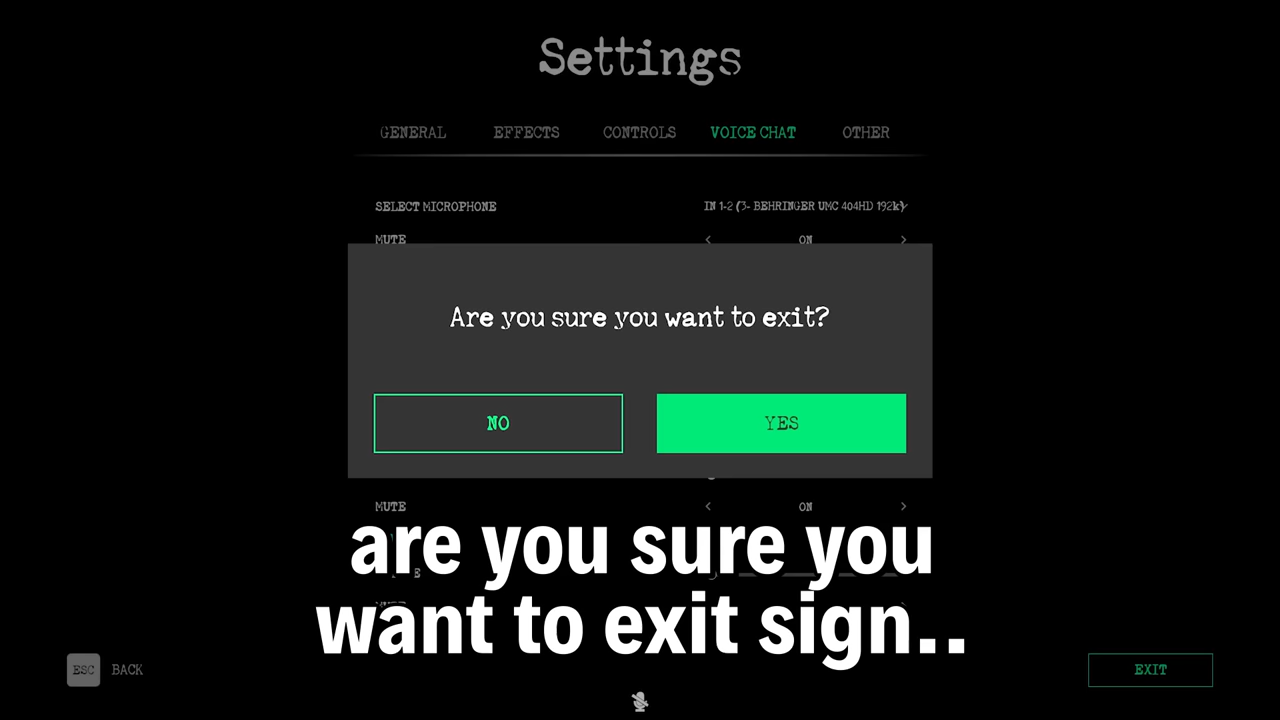 Settings
GENERAL EFFECTS CONTROLS VOICE CHAT OTHER
SELECT MICROPHONE IN 1-2 (3- BEHRINGER UMC 404HD 192k)
MUTE ON
Are you sure you want to exit?
NO YES
MUTE ON
are you sure you
want to exit sign..
ESC BACK
EXIT